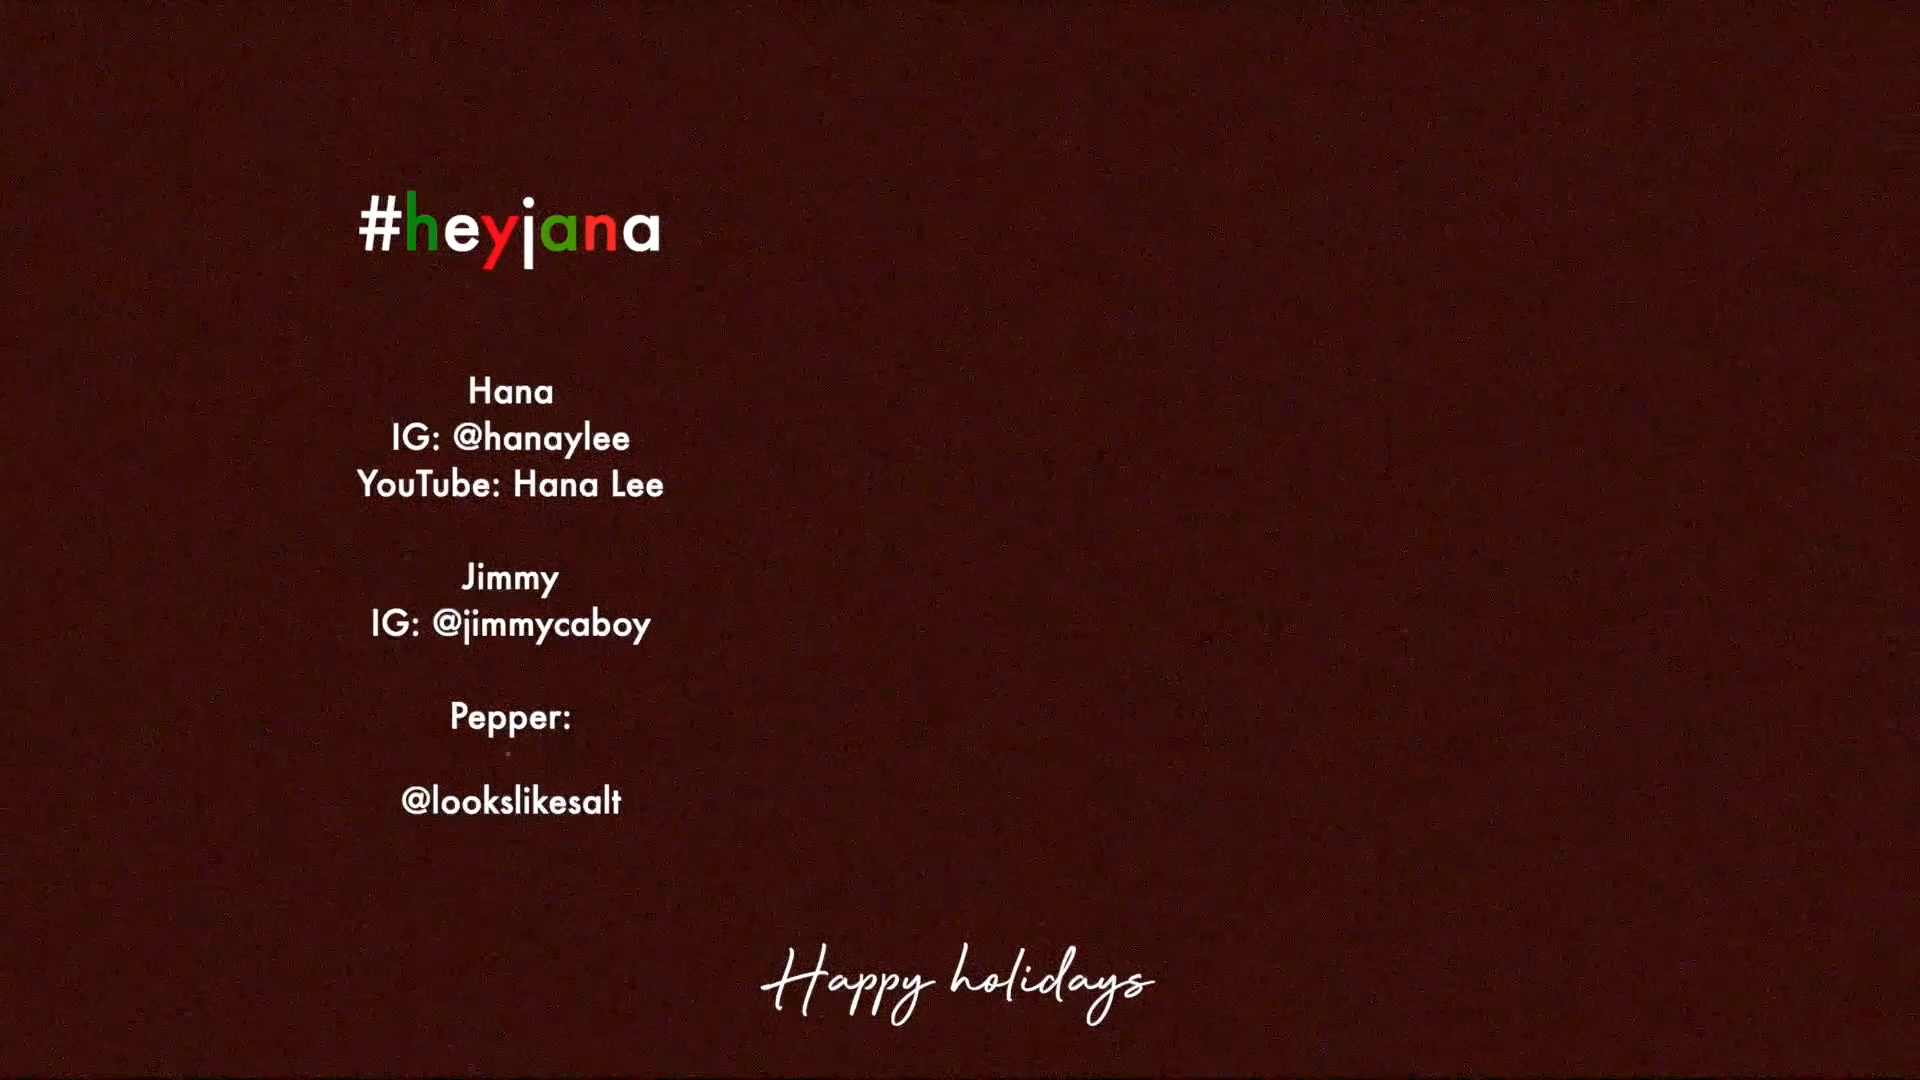 #heyjana
Hana
IG: @hanaylee
YouTube: Hana Lee
Jimmy
IG: @jimmycaboy
Pepper:
@lookslikesalt
Happy holidays